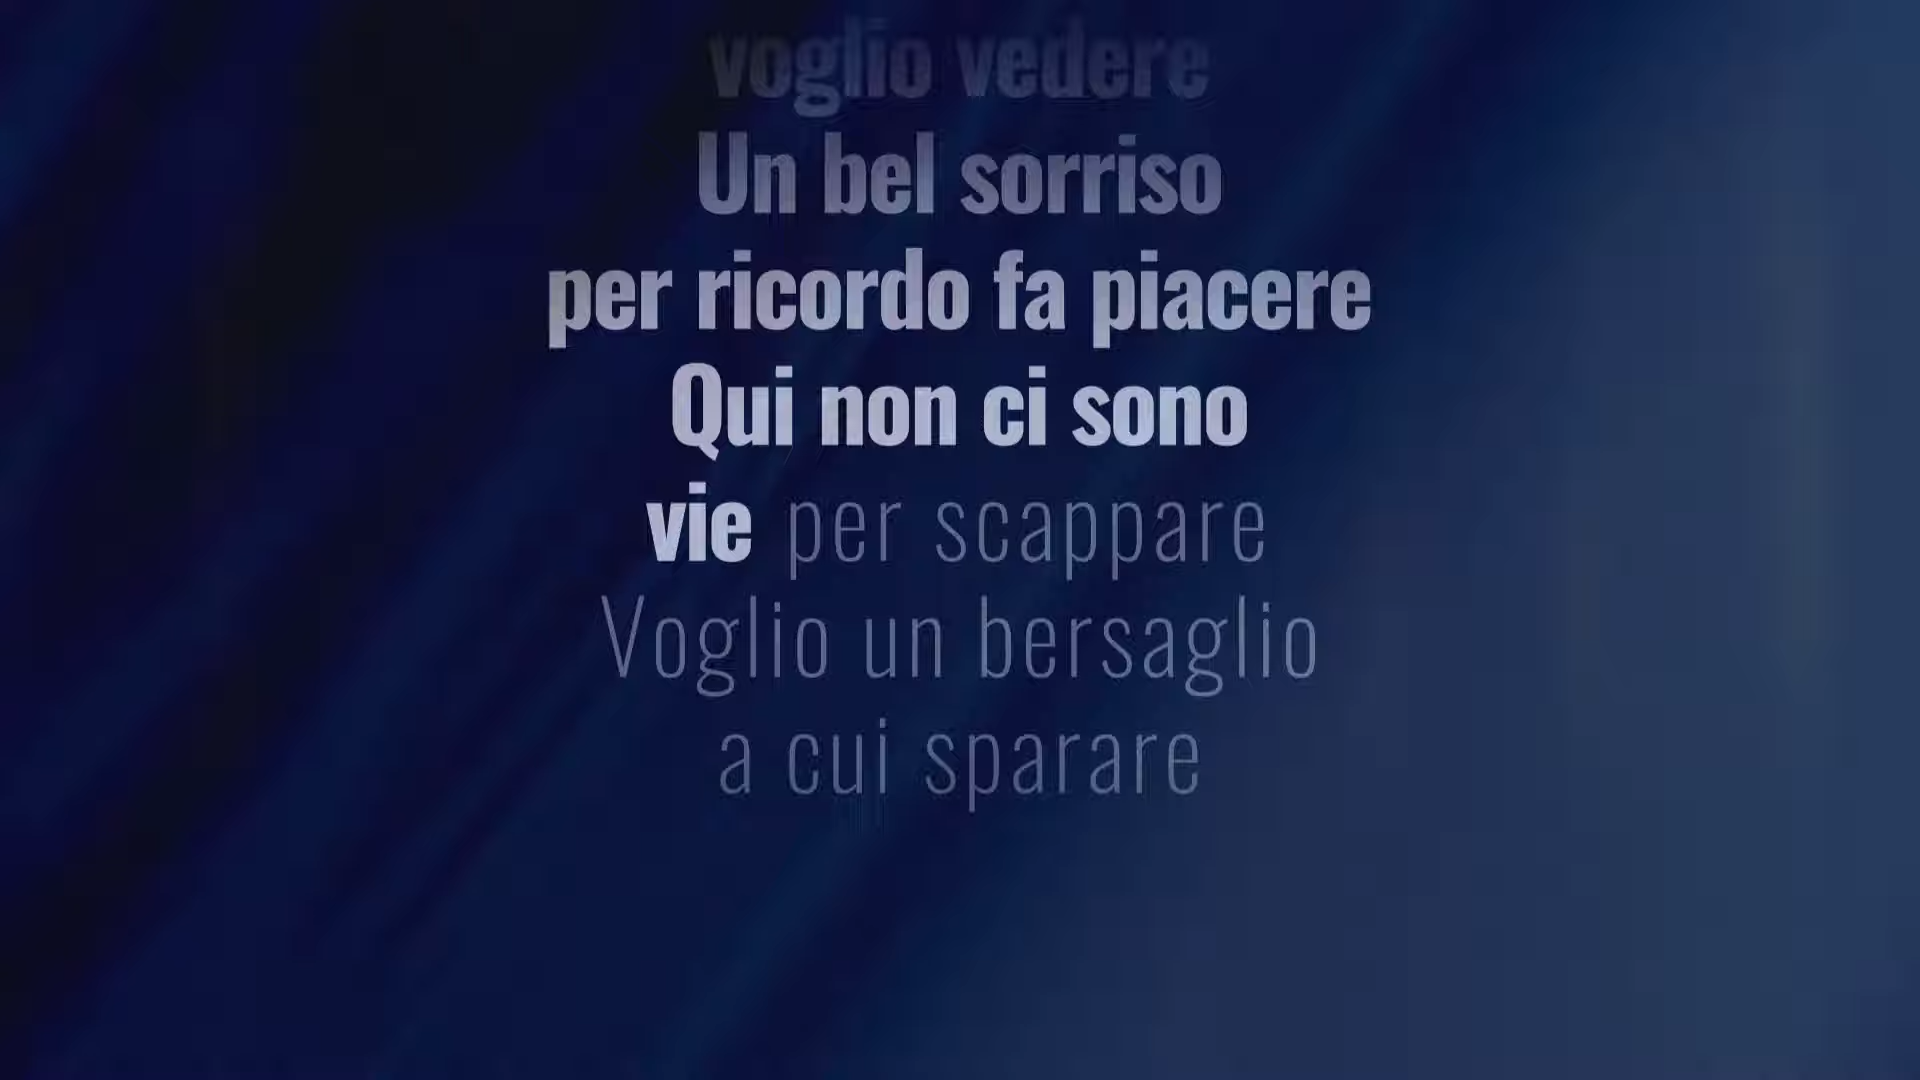 voglio vedere
Un bel sorriso
per ricordo fa piacere
Qui non ci sono
vie per scappare
Voglio un bersaglio
a cui sparare